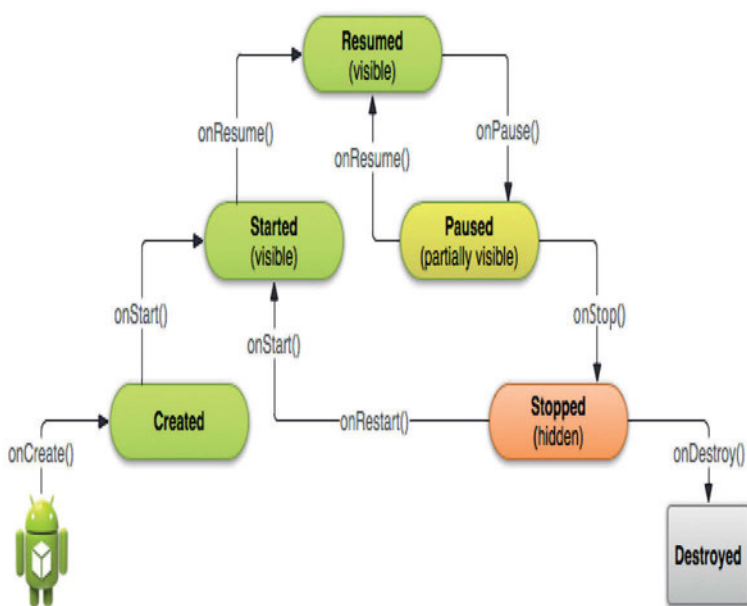 Resumed
(visible)
onResume()
onResume()
onPause()
Started
(visible)
Paused
(partially visible)
onStart()
onStart()
onStop()
Created
onRestart()
Stopped
(hidden)
onCreate()
onDestroy()
Destroyed